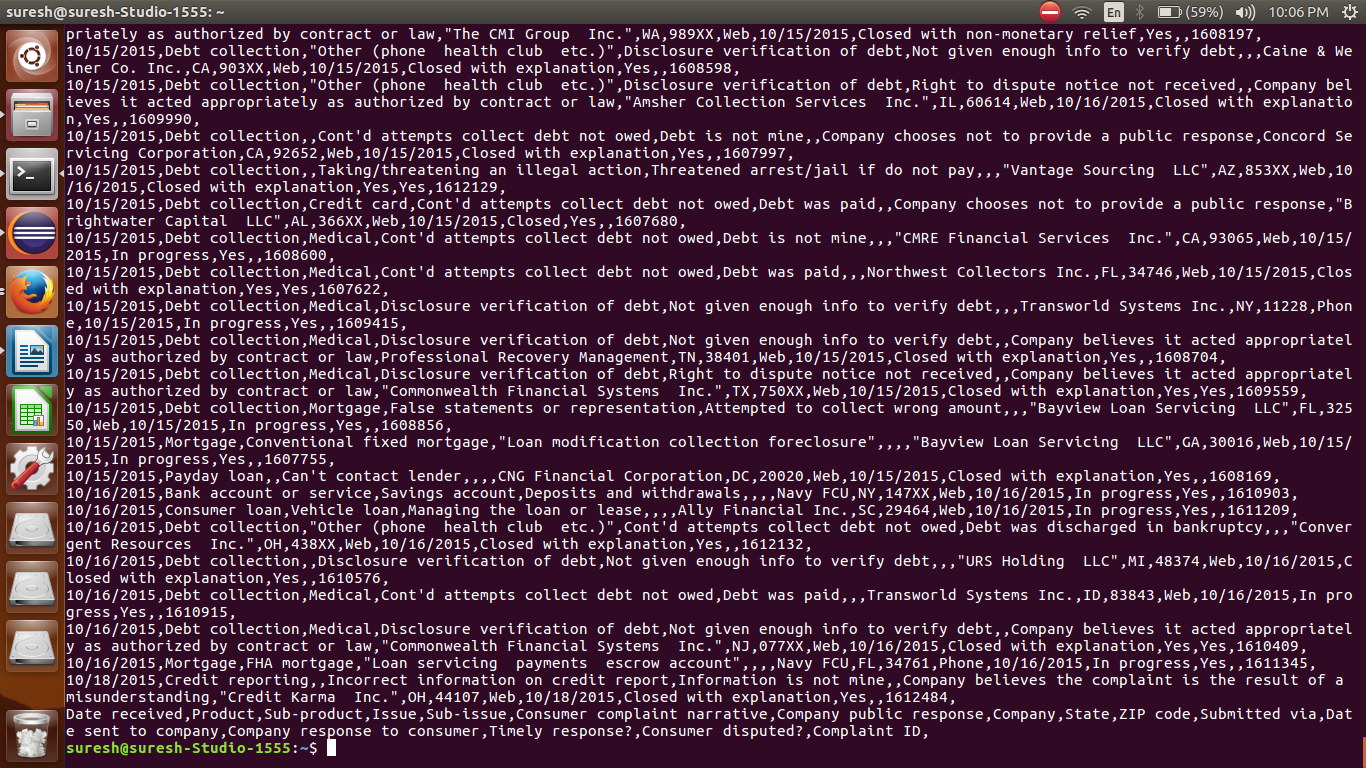 suresh@suresh-Studio-1555: ~
En
(59%)
10:06 PM
priately as authorized by contract or law,"The CMI Group  Inc.",WA,989XX,Web,10/15/2015,Closed with non-monetary relief,Yes,,1608197,
10/15/2015,Debt collection,"Other (phone  health club  etc.)",Disclosure verification of debt,Not given enough info to verify debt,,,Caine & We
iner Co. Inc.,CA,903XX,Web,10/15/2015,Closed with explanation,Yes,,1608598,
10/15/2015,Debt collection,"Other (phone  health club  etc.)",Disclosure verification of debt,Right to dispute notice not received,,Company bel
ieves it acted appropriately as authorized by contract or law,"Amsher Collection Services  Inc.",IL,60614,Web,10/16/2015,Closed with explanatio
n,Yes,,1609990,
10/15/2015,Debt collection,,Cont'd attempts collect debt not owed,Debt is not mine,,Company chooses not to provide a public response,Concord Se
rvicing Corporation,CA,92652,Web,10/15/2015,Closed with explanation,Yes,,1607997,
10/15/2015,Debt collection,,Taking/threatening an illegal action,Threatened arrest/jail if do not pay,,,"Vantage Sourcing  LLC",AZ,853XX,Web,10
/16/2015,Closed with explanation,Yes,Yes,1612129,
10/15/2015,Debt collection,Credit card,Cont'd attempts collect debt not owed,Debt was paid,,Company chooses not to provide a public response,"B
rightwater Capital  LLC",AL,366XX,Web,10/15/2015,Closed,Yes,,1607680,
10/15/2015,Debt collection,Medical,Cont'd attempts collect debt not owed,Debt is not mine,,,"CMRE Financial Services  Inc.",CA,93065,Web,10/15/
2015,In progress,Yes,,1608600,
10/15/2015,Debt collection,Medical,Cont'd attempts collect debt not owed,Debt was paid,,,Northwest Collectors Inc.,FL,34746,Web,10/15/2015,Clos
ed with explanation,Yes,Yes,1607622,
10/15/2015,Debt collection,Medical,Disclosure verification of debt,Not given enough info to verify debt,,,Transworld Systems Inc.,NY,11228,Phon
e,10/15/2015,In progress,Yes,,1609415,
10/15/2015,Debt collection,Medical,Disclosure verification of debt,Not given enough info to verify debt,,Company believes it acted appropriatel
y as authorized by contract or law,Professional Recovery Management,TN,38401,Web,10/15/2015,Closed with explanation,Yes,,1608704,
10/15/2015,Debt collection,Medical,Disclosure verification of debt,Right to dispute notice not received,,Company believes it acted appropriatel
y as authorized by contract or law,"Commonwealth Financial Systems  Inc.",TX,750XX,Web,10/15/2015,Closed with explanation,Yes,Yes,1609559,
10/15/2015,Debt collection,Mortgage,False statements or representation,Attempted to collect wrong amount,,,"Bayview Loan Servicing  LLC",FL,325
50,Web,10/15/2015,In progress,Yes,,1608856,
10/15/2015,Mortgage,Conventional fixed mortgage,"Loan modification collection foreclosure",,,,"Bayview Loan Servicing  LLC",GA,30016,Web,10/15/
2015,In progress,Yes,,1607755,
10/15/2015,Payday loan,,Can't contact lender,,,,CNG Financial Corporation,DC,20020,Web,10/15/2015,Closed with explanation,Yes,,1608169,
10/16/2015,Bank account or service,Savings account,Deposits and withdrawals,,,,Navy FCU,NY,147XX,Web,10/16/2015,In progress,Yes,,1610903,
10/16/2015,Consumer loan,Vehicle loan,Managing the loan or lease,,,,Ally Financial Inc.,SC,29464,Web,10/16/2015,In progress,Yes,,1611209,
10/16/2015,Debt collection,"Other (phone  health club  etc.)",Cont'd attempts collect debt not owed,Debt was discharged in bankruptcy,,,"Conver
gent Resources  Inc.",OH,438XX,Web,10/16/2015,Closed with explanation,Yes,,1612132,
10/16/2015,Debt collection,,Disclosure verification of debt,Not given enough info to verify debt,,,"URS Holding  LLC",MI,48374,Web,10/16/2015,C
losed with explanation,Yes,,1610576,
10/16/2015,Debt collection,Medical,Cont'd attempts collect debt not owed,Debt was paid,,,Transworld Systems Inc.,ID,83843,Web,10/16/2015,In pro
gress,Yes,,1610915,
10/16/2015,Debt collection,Medical,Disclosure verification of debt,Not given enough info to verify debt,,Company believes it acted appropriatel
y as authorized by contract or law,"Commonwealth Financial Systems  Inc.",NJ,077XX,Web,10/16/2015,In progress,Yes,,1610409,
10/16/2015,Mortgage,FHA mortgage,"Loan servicing  payments  escrow account",,,,Navy FCU,FL,34761,Phone,10/16/2015,In progress,Yes,,1611345,
10/18/2015,Credit reporting,,Incorrect information on credit report,Information is not mine,,Company believes the complaint is the result of a
misunderstanding,"Credit Karma  Inc.",OH,44107,Web,10/18/2015,Closed with explanation,Yes,,1612484,
Date received,Product,Sub-product,Issue,Sub-issue,Consumer complaint narrative,Company public response,Company,State,ZIP code,Submitted via,Dat
e sent to company,Company response to consumer,Timely response?,Consumer disputed?,Complaint ID,
suresh@suresh-Studio-1555:~$